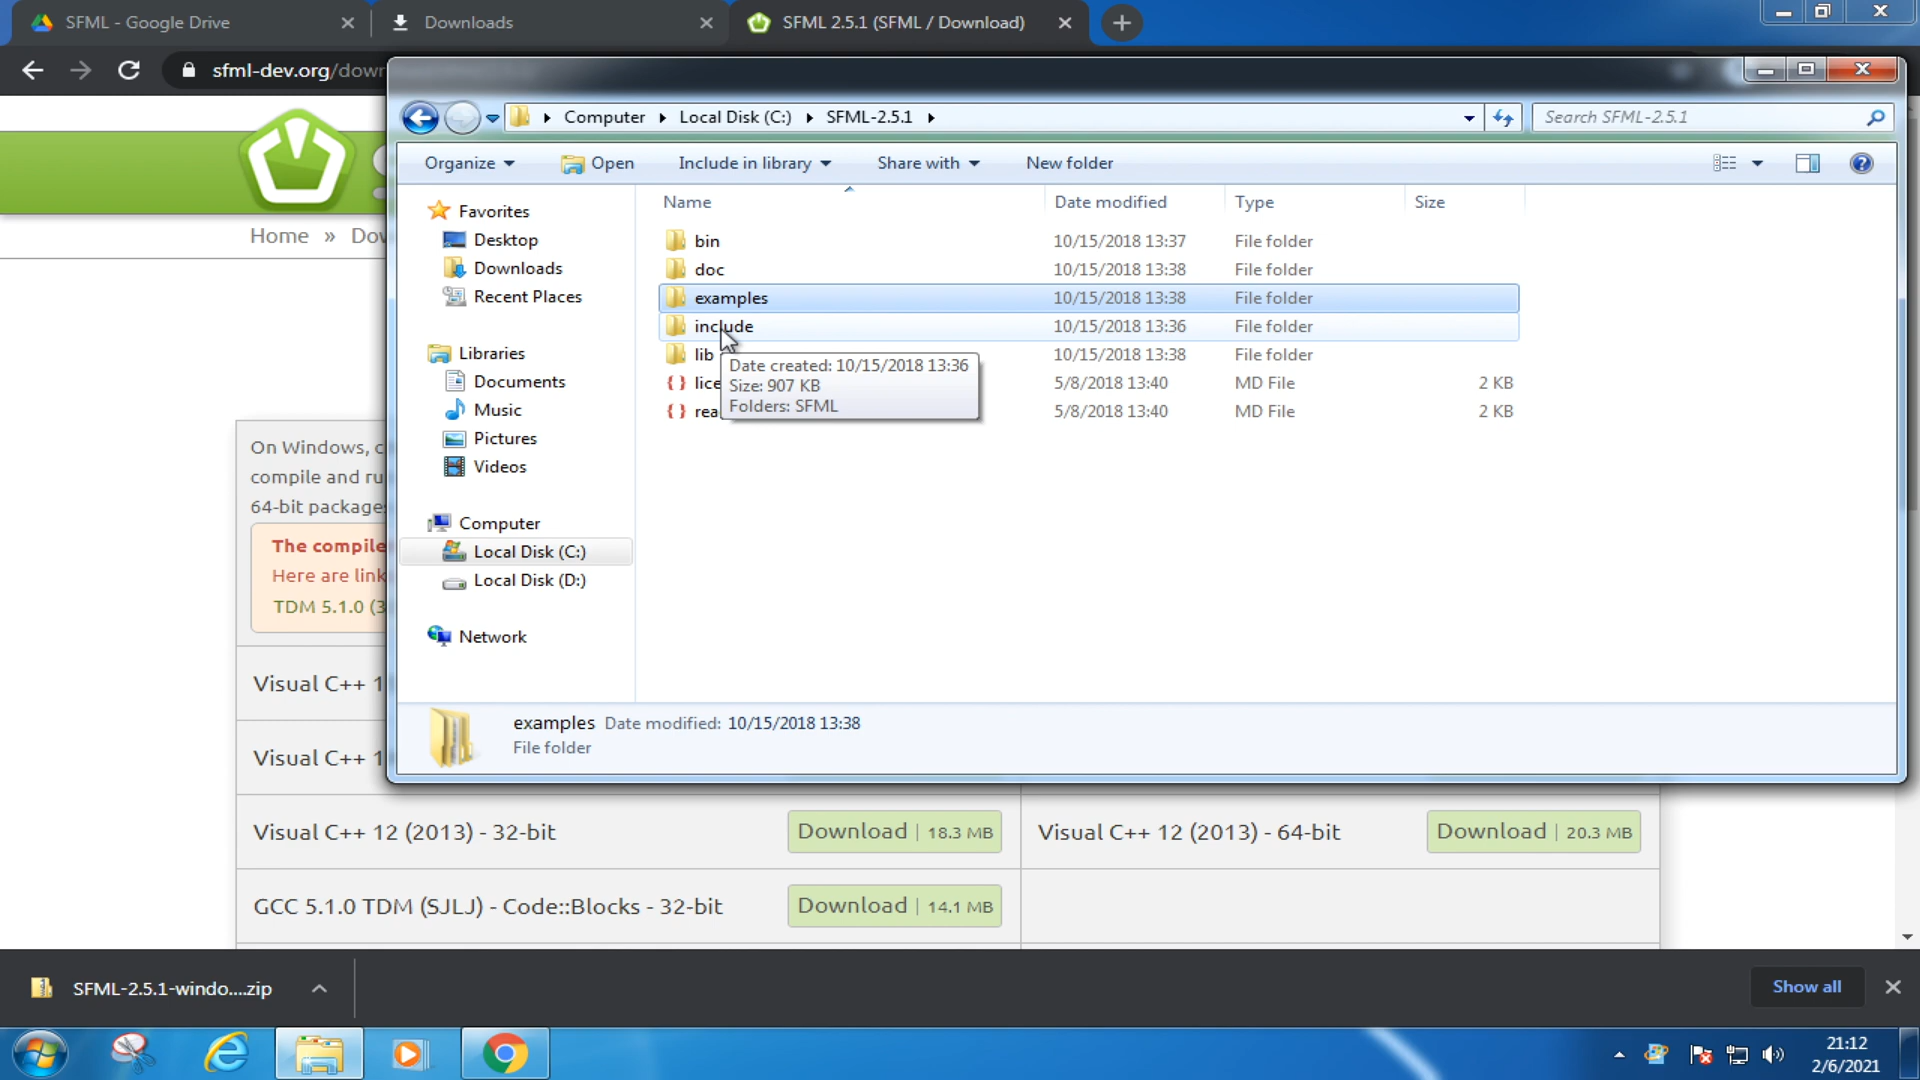 SFML - Google Drive
Downloads
SFML 2.5.1 (SFML / Download)
sfml-dev.org/dow
Computer
Local Disk (C:)
SFML-2.5.1
Search SFML-2.5.1
Organize
Open
Include in library
Share with
New folder
Name
Date modified
Type
Size
Favorites
Desktop
Downloads
Recent Places
Libraries
Documents
Music
Pictures
Videos
Computer
Local Disk (C:)
Local Disk (D:)
Network
bin 10/15/2018 13:37 File folder
doc 10/15/2018 13:38 File folder
examples 10/15/2018 13:38 File folder
include 10/15/2018 13:36 File folder
lib 10/15/2018 13:38 File folder
lice 5/8/2018 13:40 MD File 2 KB
rea 5/8/2018 13:40 MD File 2 KB
Date created: 10/15/2018 13:36
Size: 907 KB
Folders: SFML
examples Date modified: 10/15/2018 13:38
File folder
Home » Dov
On Windows, c
compile and ru
64-bit package
The compile
Here are link
TDM 5.1.0 (3
Visual C++ 1
Visual C++ 1
Visual C++ 12 (2013) - 32-bit
Download | 18.3 MB
Visual C++ 12 (2013) - 64-bit
Download | 20.3 MB
GCC 5.1.0 TDM (SJLJ) - Code::Blocks - 32-bit
Download | 14.1 MB
SFML-2.5.1-windo....zip
Show all
21:12
2/6/2021